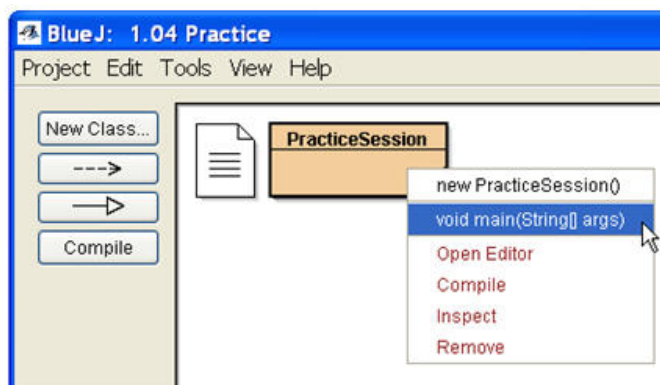 BlueJ: 1.04 Practice
Project Edit Tools View Help
New Class...
Compile
PracticeSession
new PracticeSession()
void main(String[] args)
Open Editor
Compile
Inspect
Remove